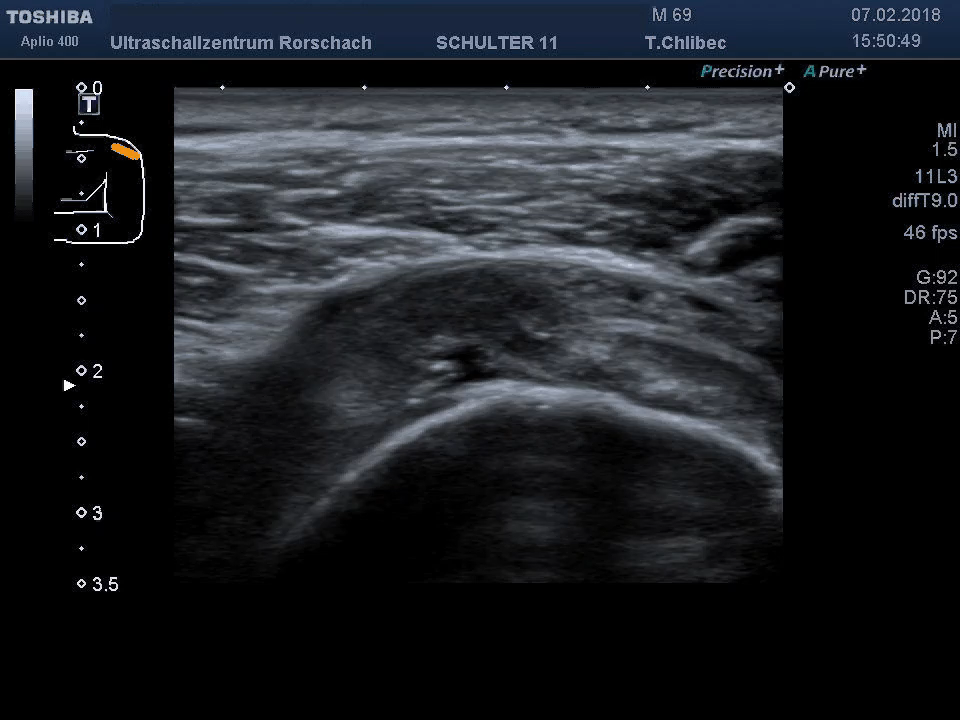 TOSHIBA
Aplio 400
M 69
07.02.2018
Ultraschallzentrum Rorschach
SCHULTER 11
T.Chlibec
15:50:49
Precision+
A Pure+
0
T
1
2
3
3.5
MI
1.5
11L3
diffT9.0
46 fps
G:92
DR:75
A:5
P:7